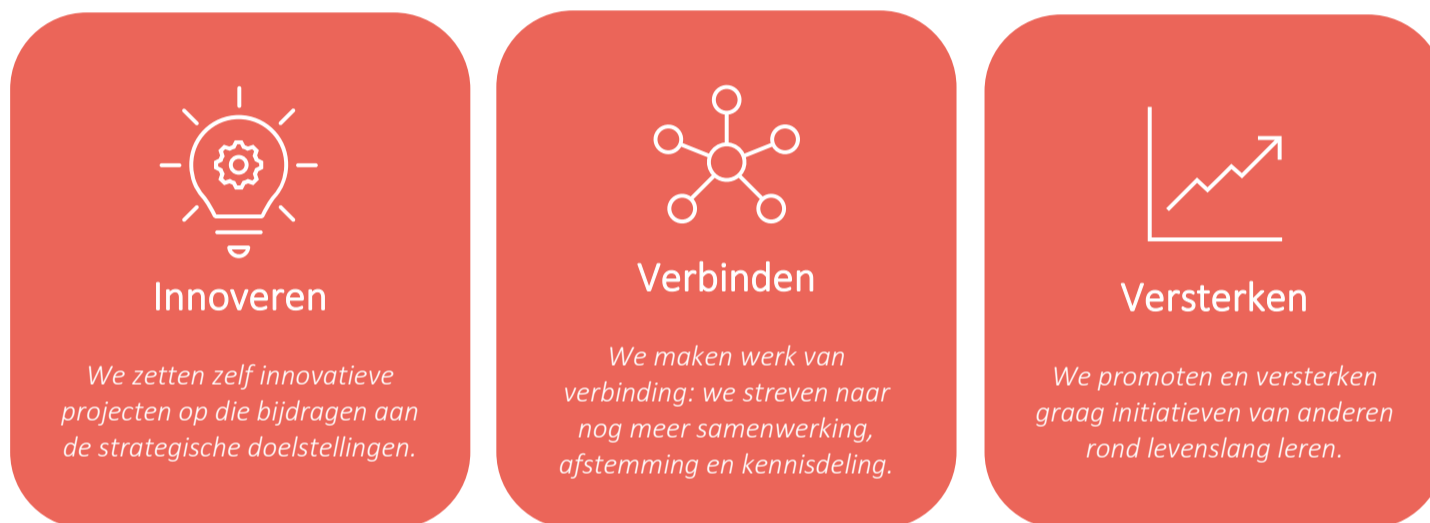 Innoveren
We zetten zelf innovatieve
projecten op die bijdragen aan
de strategische doelstellingen.
Verbinden
We maken werk van
verbinding: we streven naar
nog meer samenwerking,
afstemming en kennisdeling.
Versterken
We promoten en versterken
graag initiatieven van anderen
rond levenslang leren.